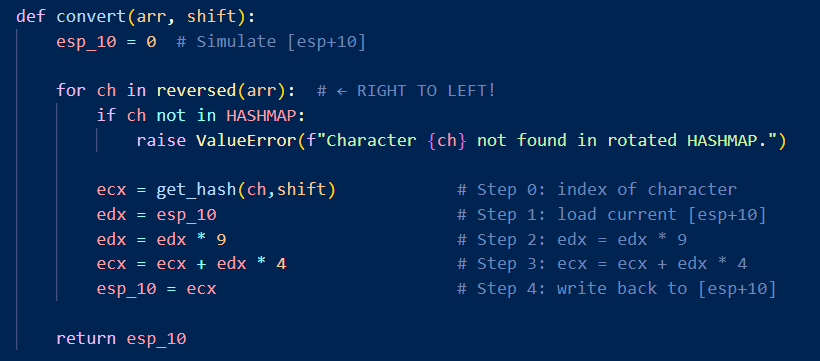 def convert(arr, shift):
    esp_10 = 0  # Simulate [esp+10]
    for ch in reversed(arr):  # ← RIGHT TO LEFT!
        if ch not in HASHMAP:
            raise ValueError(f"Character {ch} not found in rotated HASHMAP.")
        ecx = get_hash(ch,shift)            # Step 0: index of character
        edx = esp_10                        # Step 1: load current [esp+10]
        edx = edx * 9                       # Step 2: edx = edx * 9
        ecx = ecx + edx * 4                 # Step 3: ecx = ecx + edx * 4
        esp_10 = ecx                        # Step 4: write back to [esp+10]
    return esp_10